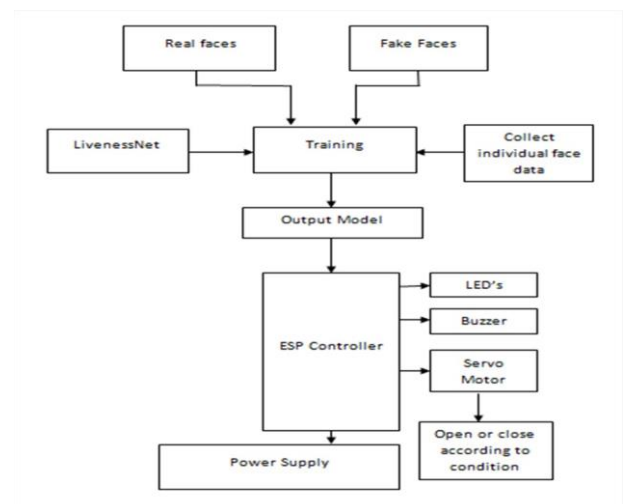 Real faces
Fake Faces
LivenessNet
Training
Collect
individual face
data
Output Model
ESP Controller
LED's
Buzzer
Servo
Motor
Open or close
according to
condition
Power Supply